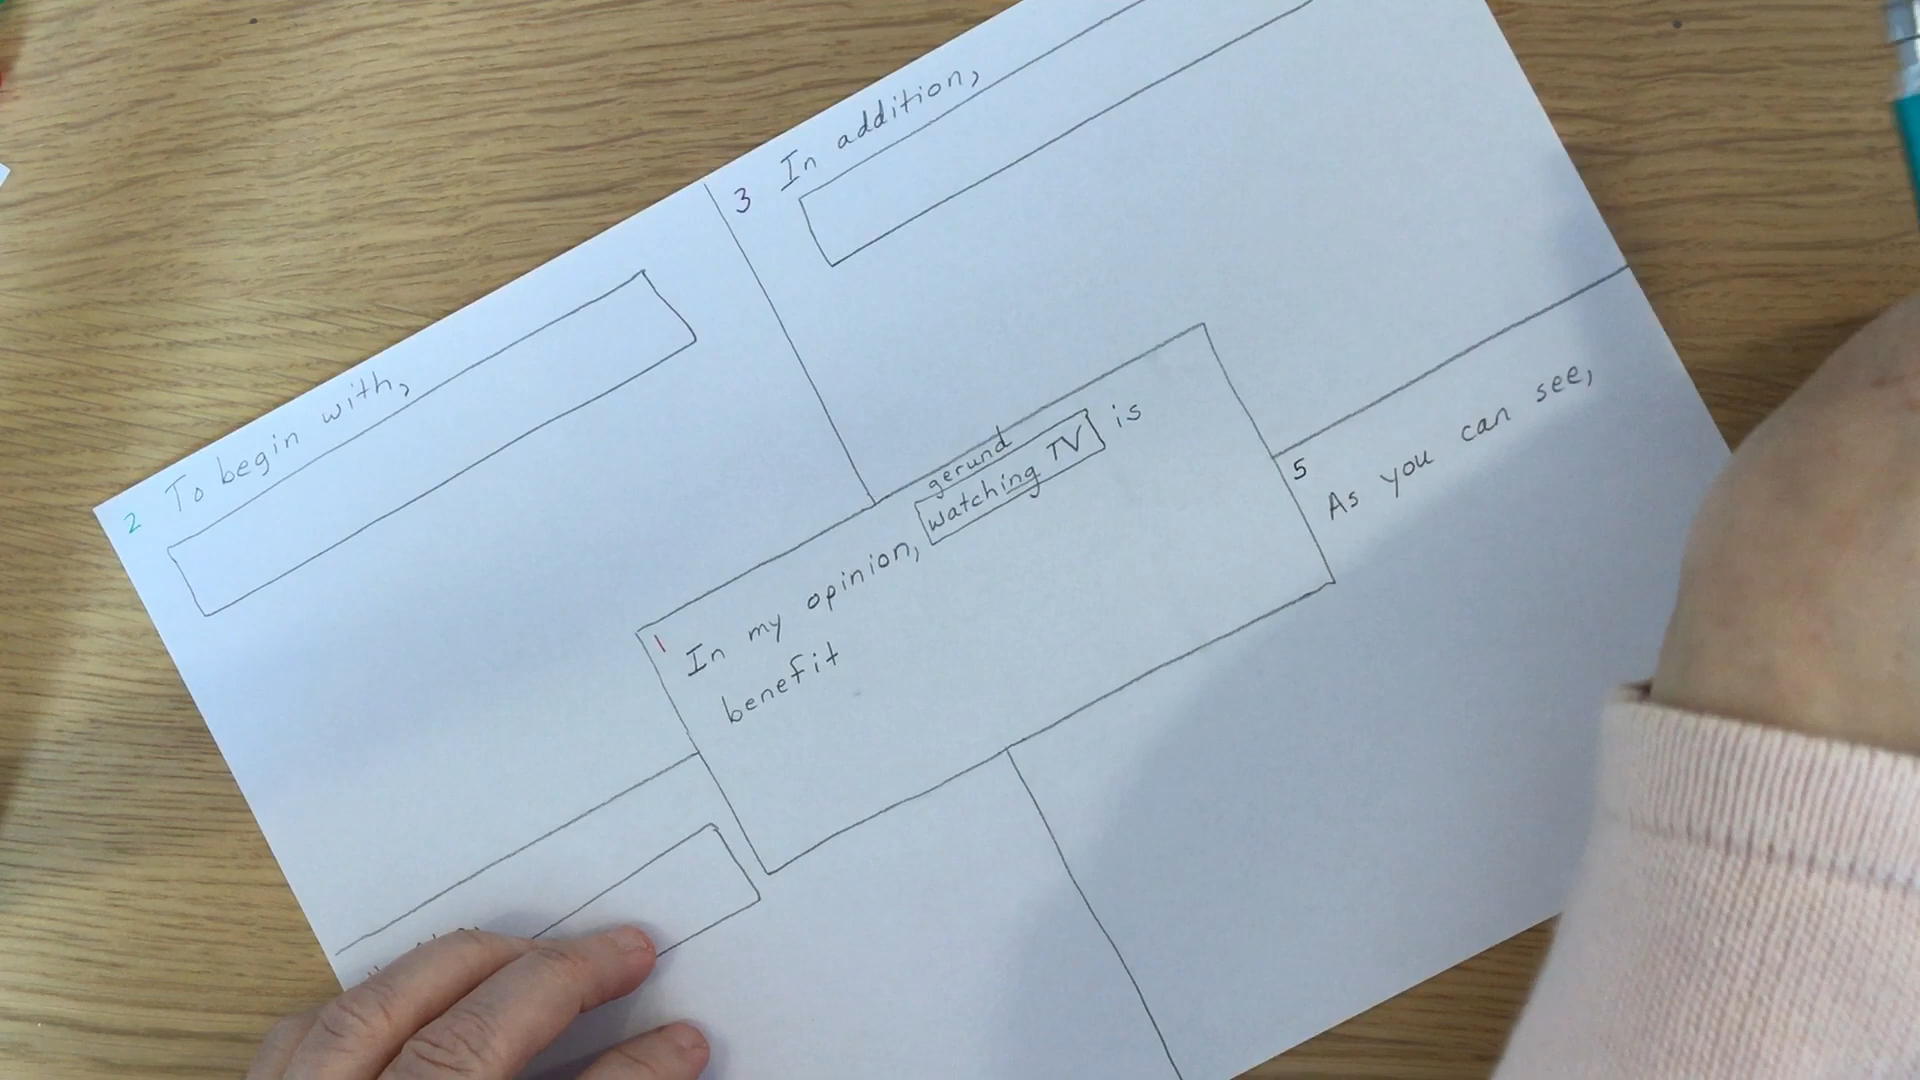 1 In my opinion, watching TV is
gerund
benefit
2 To begin with,
3 In addition,
5
As you can see,